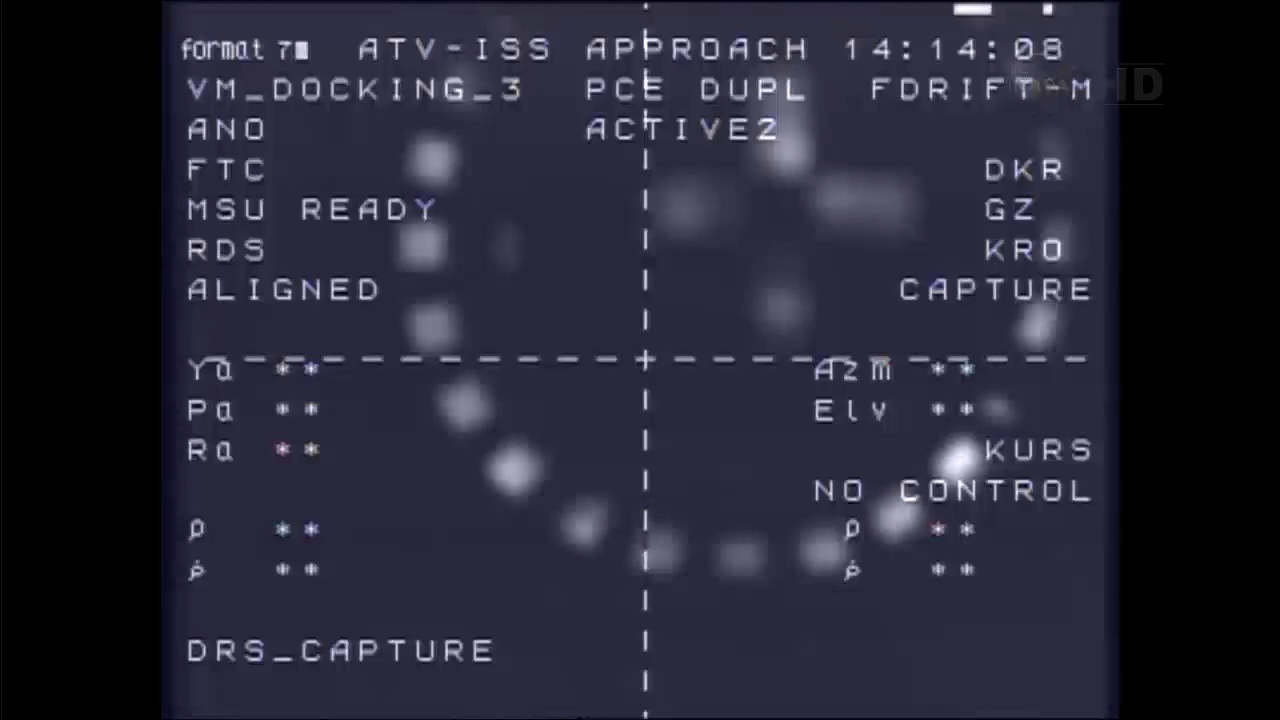 format 7 ATV-ISS APPROACH 14:14:08
VM_DOCKING_3 PCE DUPL FDRIFT-M HD
ANO ACTIVE2
FTC DKR
MSU READY GZ
RDS KRO
ALIGNED CAPTURE
Ya ** Azm **
Pa ** Elv **
Ra ** KURS
NO CONTROL
ρ ** ρ **
ρ̇ ** ρ̇ **
DRS_CAPTURE